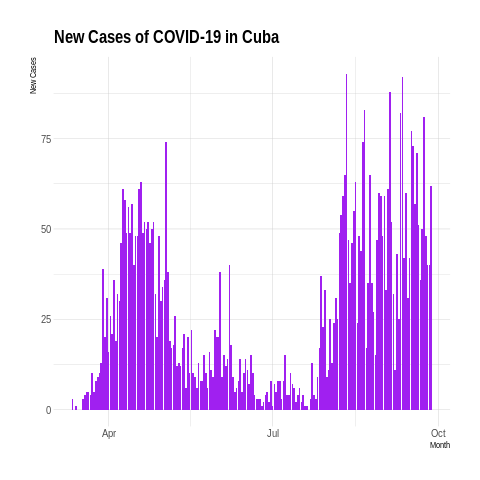 New Cases of COVID-19 in Cuba
New Cases
75
50
25
0
Apr
Jul
Oct
Month